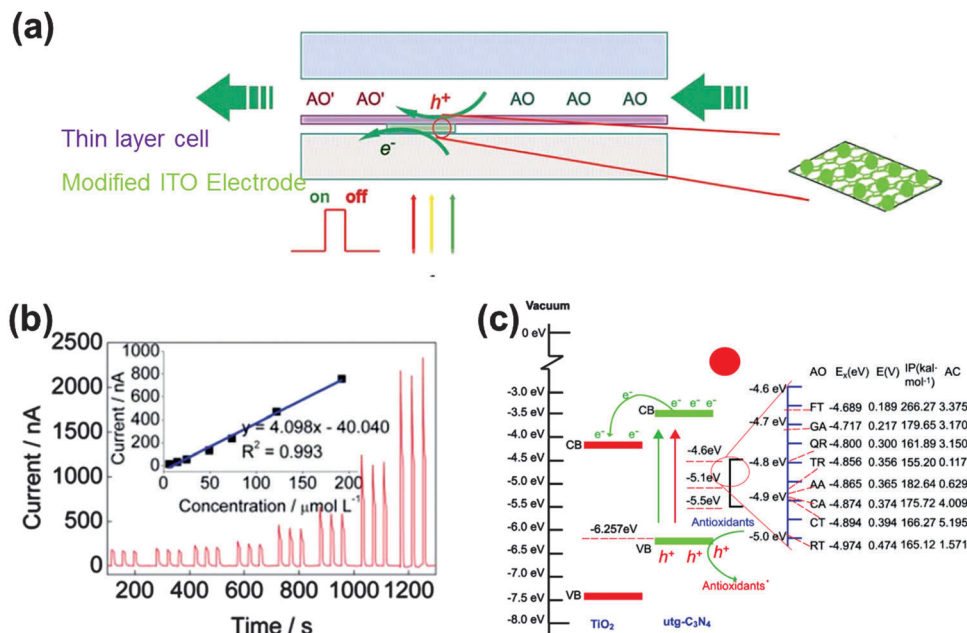 (a)
AO' AO' h+ AO AO AO
Thin layer cell
e-
Modified ITO Electrode
on off
(b)
2500
2000
1500
1000
500
0
Current / nA
200 400 600 800 1000 1200
Time / s
1000
800
600
400
200
0
Current / nA
y = 4.098x - 40.040
R² = 0.993
0 50 100 150 200
Concentration / μmol L⁻¹
(c)
Vacuum
0 eV
-3.0 eV
-3.5 eV
-4.0 eV
-4.5 eV
-5.0 eV
-5.5 eV
-6.0 eV
-6.5 eV
-7.0 eV
-7.5 eV
-8.0 eV
e-
CB e- e- e-
CB e- e- e-
-4.6eV
-5.1eV
-5.5eV
Antioxidants
-6.257eV
VB
h+ h+ h+
Antioxidants•
VB
TiO₂ utg-C₃N₄
-4.6 eV
-4.7 eV
-4.8 eV
-4.9 eV
-5.0 eV
AO Eₓ(eV) E(V) IP(kal·mol⁻¹) AC
FT -4.689 0.189 266.27 3.375
GA -4.717 0.217 179.65 3.170
QR -4.800 0.300 161.89 3.150
TR -4.856 0.356 155.20 0.117
AA -4.865 0.365 182.64 0.629
CA -4.874 0.374 175.72 4.009
CT -4.894 0.394 166.27 5.195
RT -4.974 0.474 165.12 1.571